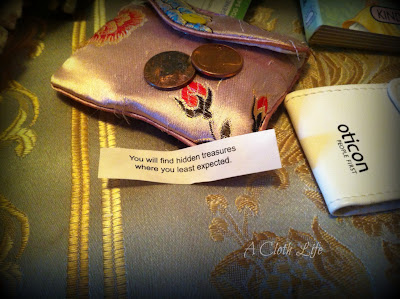 You will find hidden treasures
where you least expected.
oticon
PEOPLE FIRST
A Cloth Life